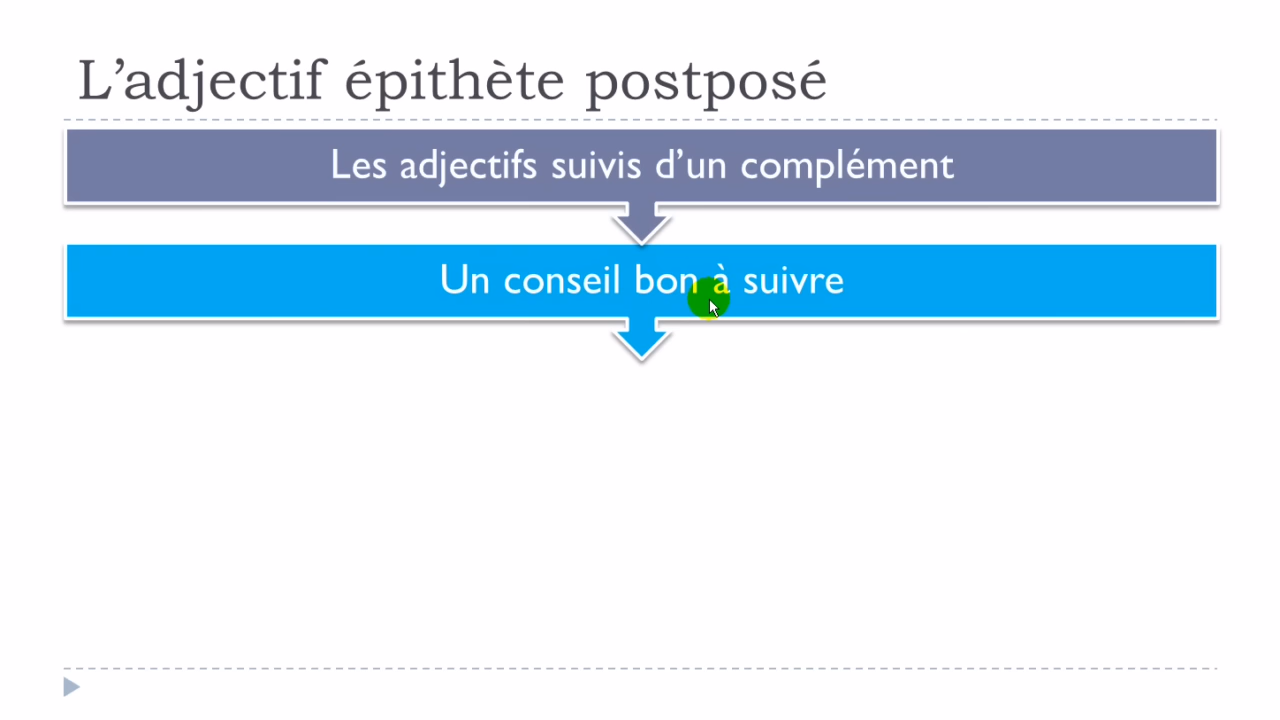 L’adjectif épithète postposé
Les adjectifs suivis d’un complément
Un conseil bon à suivre